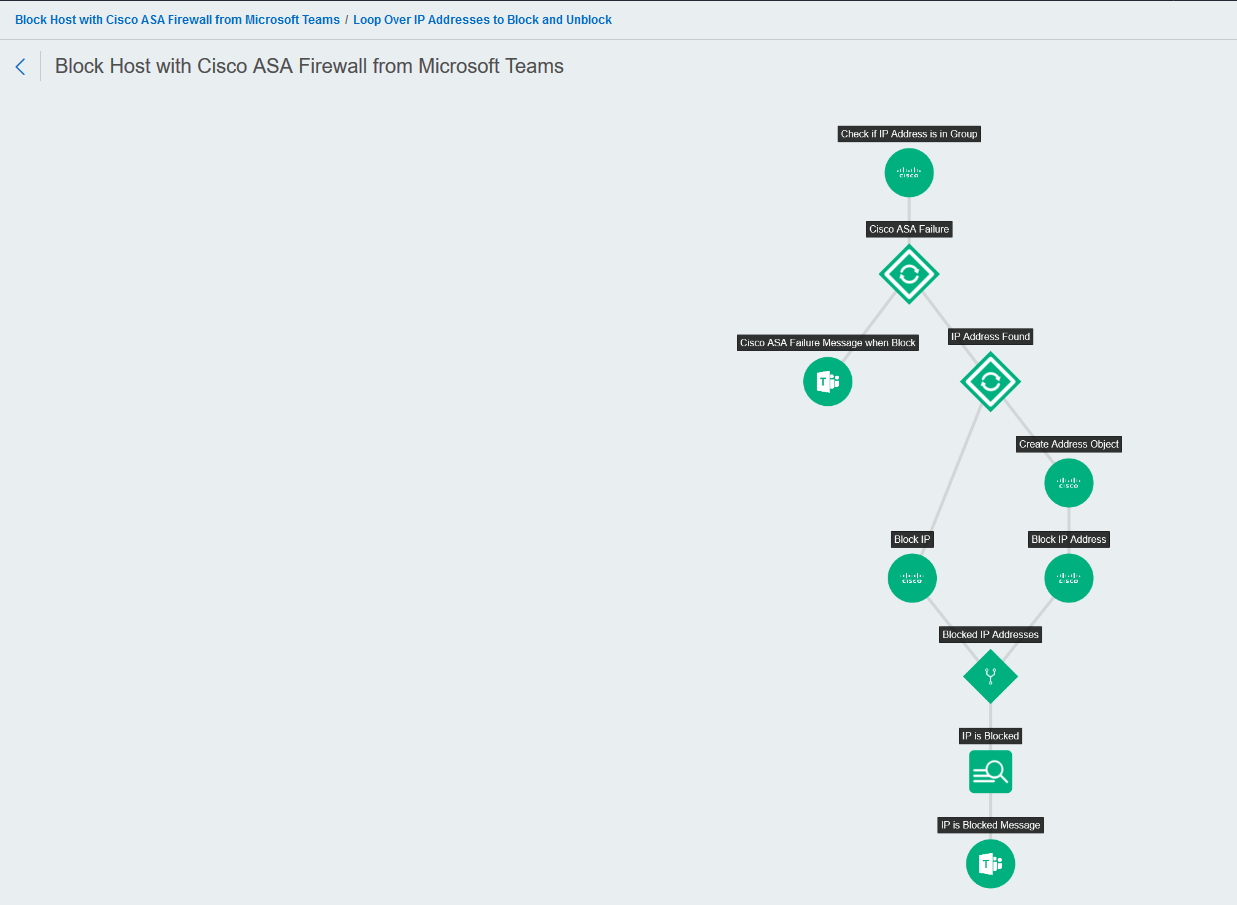 Block Host with Cisco ASA Firewall from Microsoft Teams / Loop Over IP Addresses to Block and Unblock
Block Host with Cisco ASA Firewall from Microsoft Teams
Check if IP Address is in Group
cisco
Cisco ASA Failure
IP Address Found
Cisco ASA Failure Message when Block
T
Create Address Object
cisco
Block IP
Block IP Address
cisco
cisco
Blocked IP Addresses
IP is Blocked
IP is Blocked Message
T